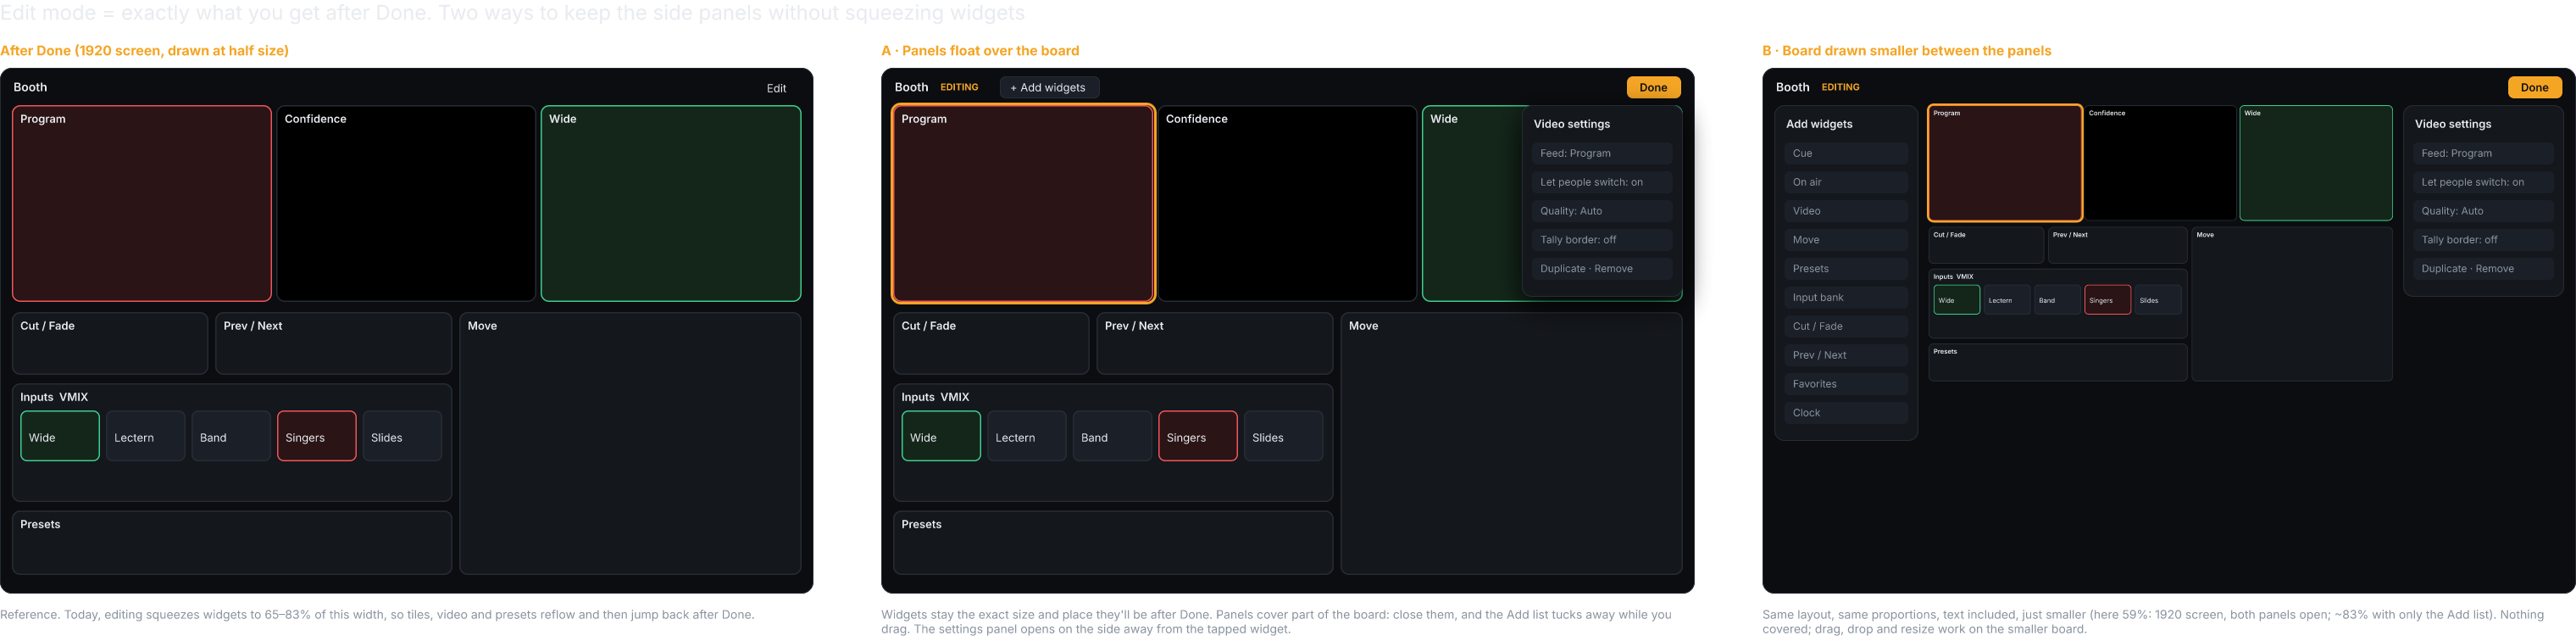 Edit mode = exactly what you get after Done. Two ways to keep the side panels without squeezing widgets
After Done (1920 screen, drawn at half size)
Booth
Edit
Program
Confidence
Wide
Cut / Fade
Prev / Next
Move
Inputs VMIX
Wide
Lectern
Band
Singers
Slides
Presets
Reference. Today, editing squeezes widgets to 65–83% of this width, so tiles, video and presets reflow and then jump back after Done.
A · Panels float over the board
Booth
EDITING
+ Add widgets
Done
Program
Confidence
Wide
Video settings
Feed: Program
Let people switch: on
Quality: Auto
Tally border: off
Duplicate · Remove
Cut / Fade
Prev / Next
Move
Inputs VMIX
Wide
Lectern
Band
Singers
Slides
Presets
Widgets stay the exact size and place they'll be after Done. Panels cover part of the board: close them, and the Add list tucks away while you
drag. The settings panel opens on the side away from the tapped widget.
B · Board drawn smaller between the panels
Booth
EDITING
Done
Add widgets
Cue
On air
Video
Move
Presets
Input bank
Cut / Fade
Prev / Next
Favorites
Clock
Program
Confidence
Wide
Cut / Fade
Prev / Next
Move
Inputs VMIX
Wide
Lectern
Band
Singers
Slides
Presets
Video settings
Feed: Program
Let people switch: on
Quality: Auto
Tally border: off
Duplicate · Remove
Same layout, same proportions, text included, just smaller (here 59%: 1920 screen, both panels open; ~83% with only the Add list). Nothing
covered; drag, drop and resize work on the smaller board.